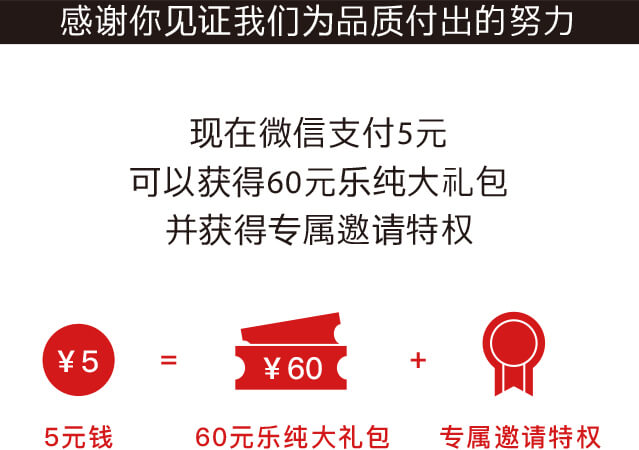 感谢你见证我们为品质付出的努力
现在微信支付5元
可以获得60元乐纯大礼包
并获得专属邀请特权
¥5 = ¥60 +
5元钱 60元乐纯大礼包 专属邀请特权